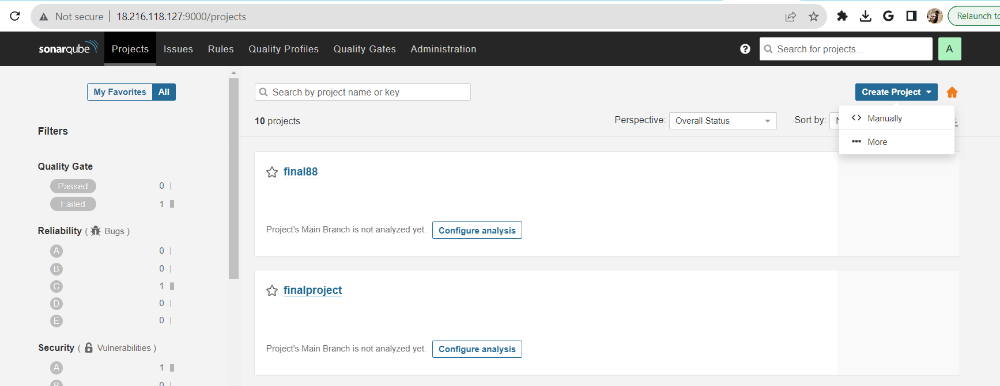 Not secure | 18.216.118.127:9000/projects
Relaunch to
sonarqube Projects Issues Rules Quality Profiles Quality Gates Administration
? Search for projects... A
My Favorites All
Filters
Quality Gate
Passed 0
Failed 1
Reliability ( Bugs )
A 0
B 0
C 1
D 0
E 0
Security ( Vulnerabilities )
A 1
B 0
Search by project name or key
Create Project
10 projects
Perspective: Overall Status
Sort by:
Manually
More
final88
Project's Main Branch is not analyzed yet. Configure analysis
finalproject
Project's Main Branch is not analyzed yet. Configure analysis